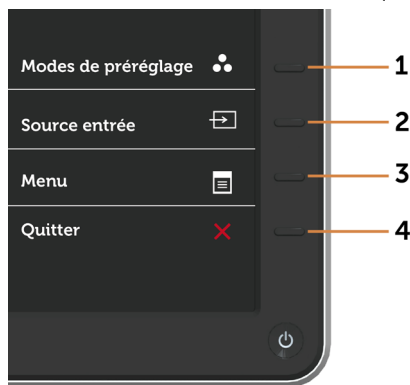 Modes de préréglage 1
Source entrée 2
Menu 3
Quitter 4